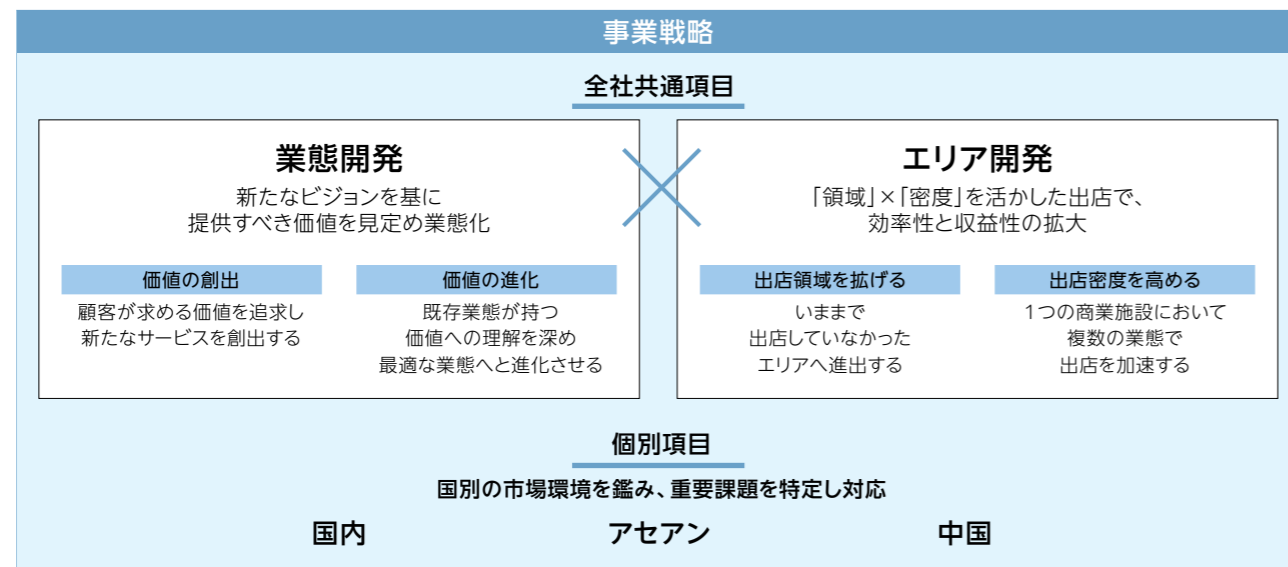 事業戦略
全社共通項目
業態開発
新たなビジョンを基に
提供すべき価値を見定め業態化
価値の創出
顧客が求める価値を追求し
新たなサービスを創出する
価値の進化
既存業態が持つ
価値への理解を深め
最適な業態へと進化させる
エリア開発
「領域」×「密度」を活かした出店で、
効率性と収益性の拡大
出店領域を拡げる
いままで
出店していなかった
エリアへ進出する
出店密度を高める
1つの商業施設において
複数の業態で
出店を加速する
個別項目
国別の市場環境を鑑み、重要課題を特定し対応
国内
アセアン
中国